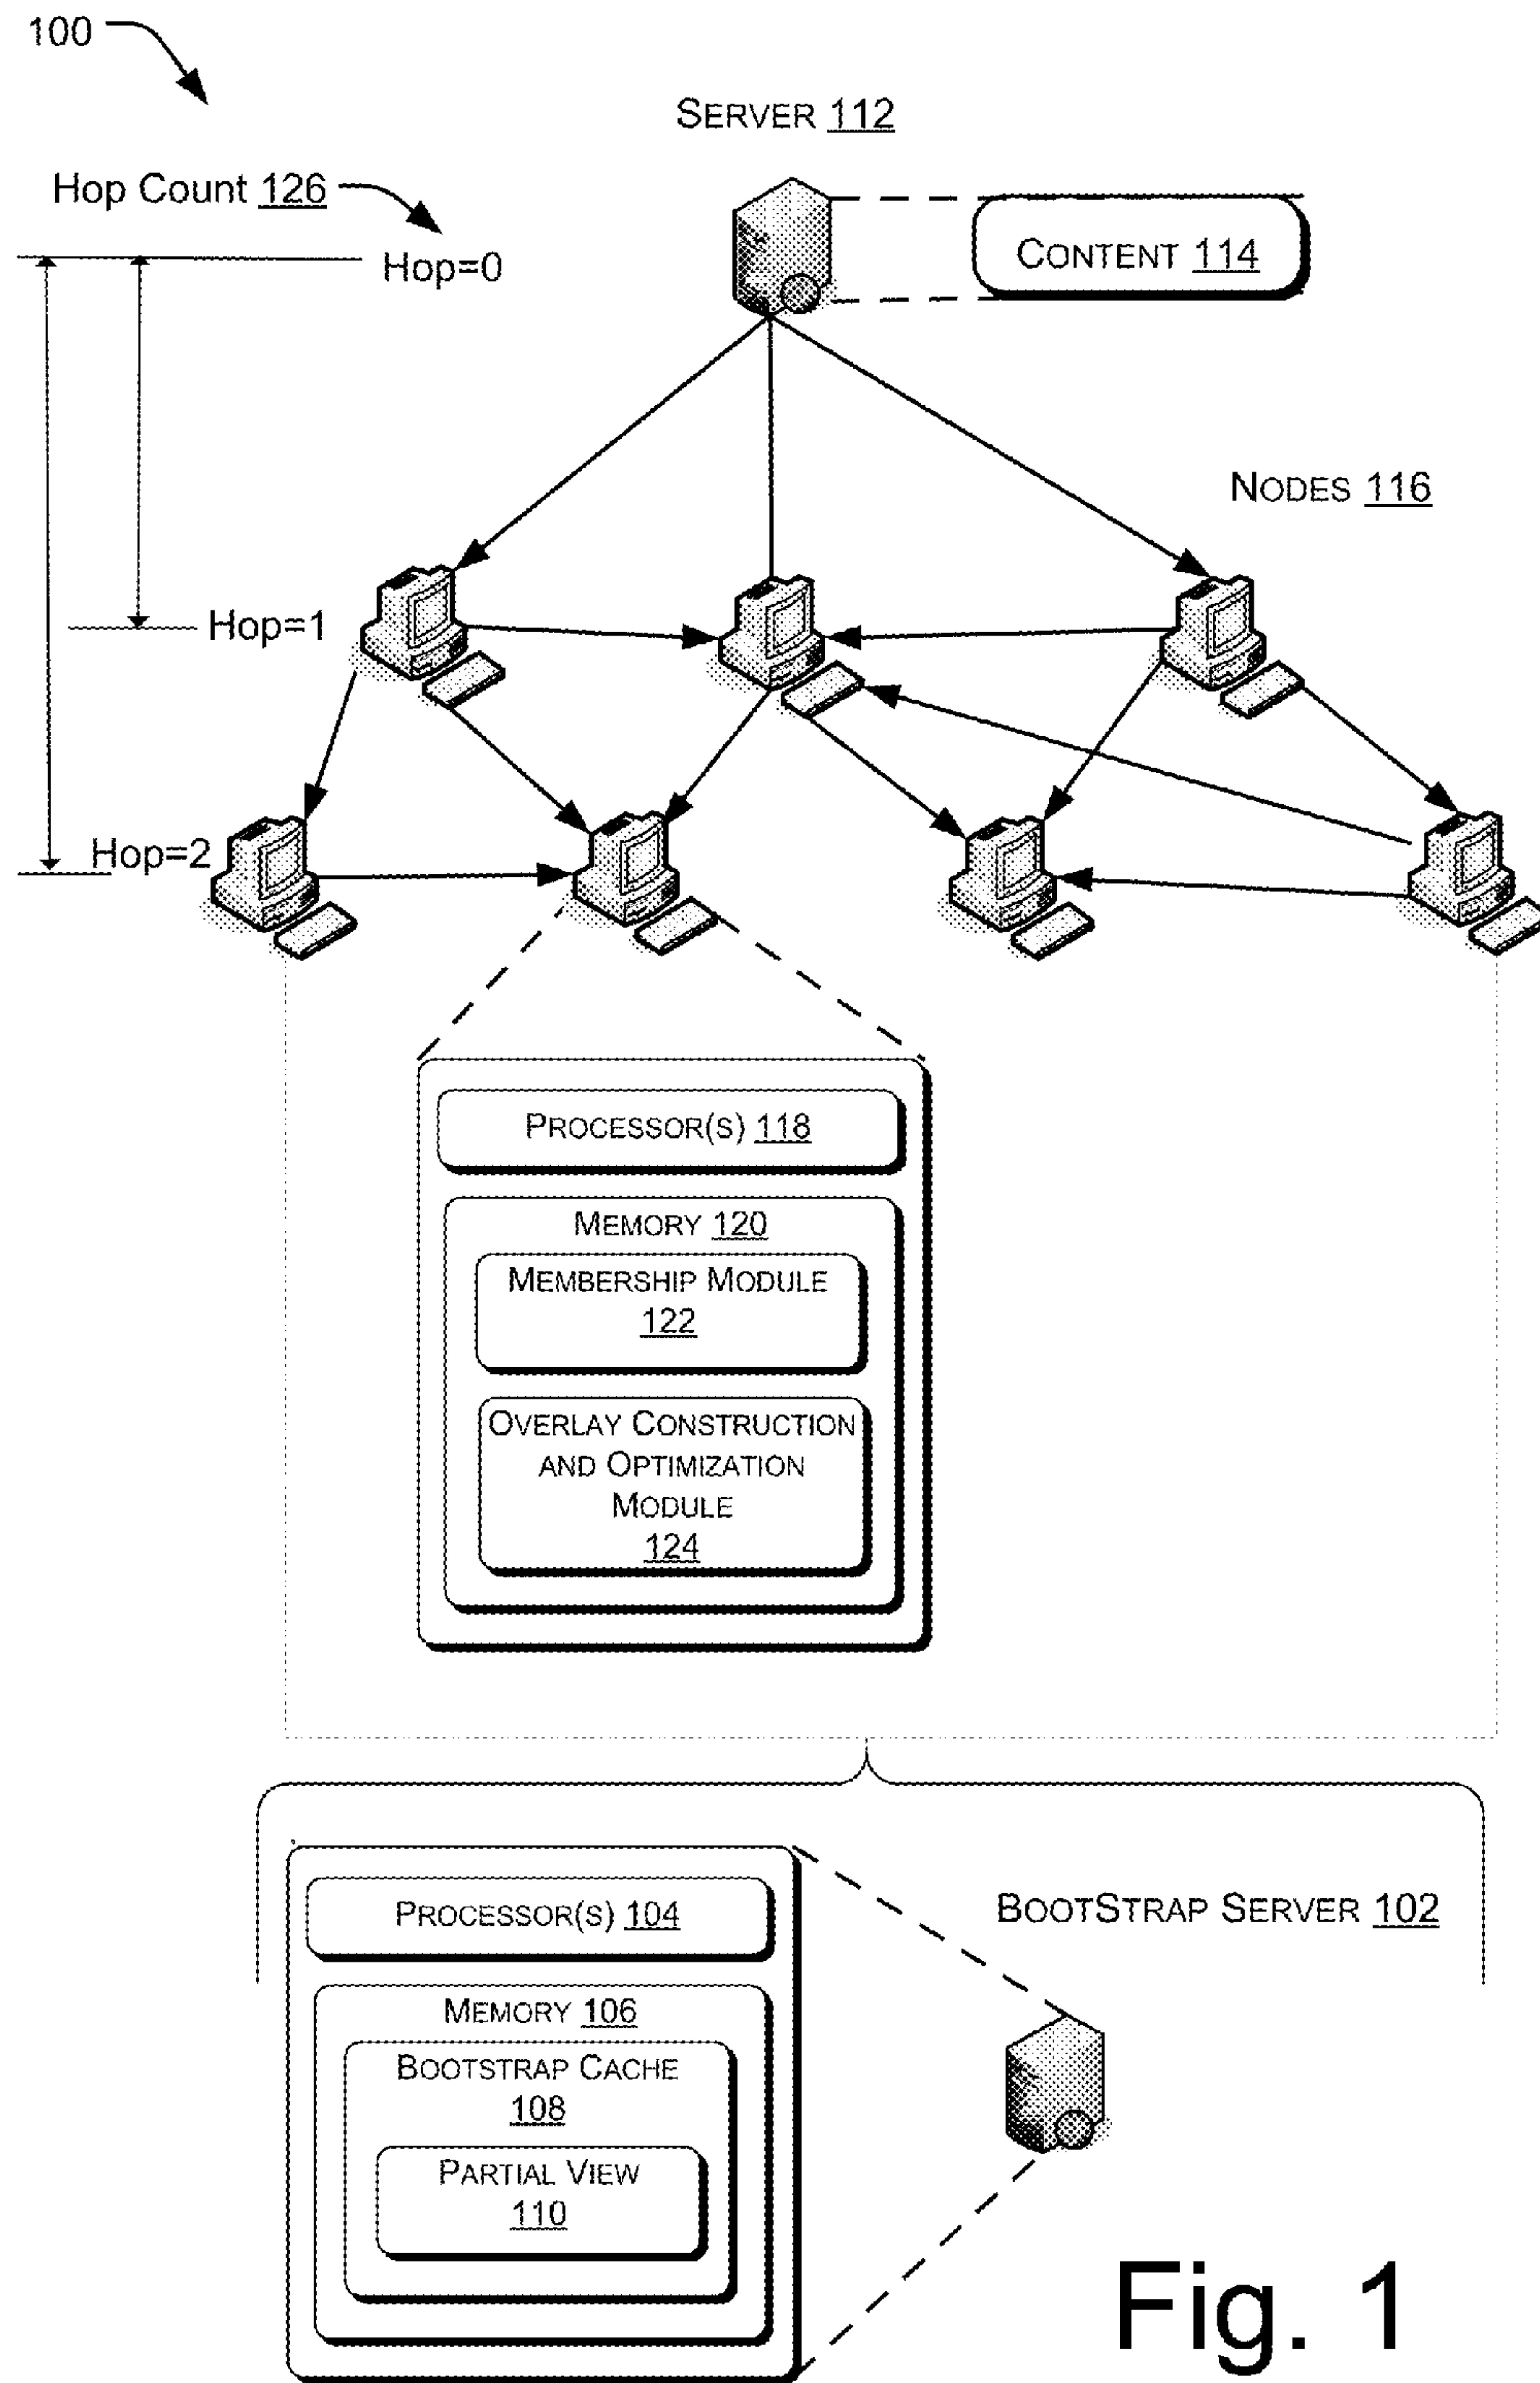 100
SERVER 112
Hop Count 126
Hop=0
CONTENT 114
NODES 116
Hop=1
Hop=2
PROCESSOR(S) 118
MEMORY 120
MEMBERSHIP MODULE
122
OVERLAY CONSTRUCTION
AND OPTIMIZATION
MODULE
124
PROCESSOR(S) 104
BOOTSTRAP SERVER 102
MEMORY 106
BOOTSTRAP CACHE
108
PARTIAL VIEW
110
Fig. 1